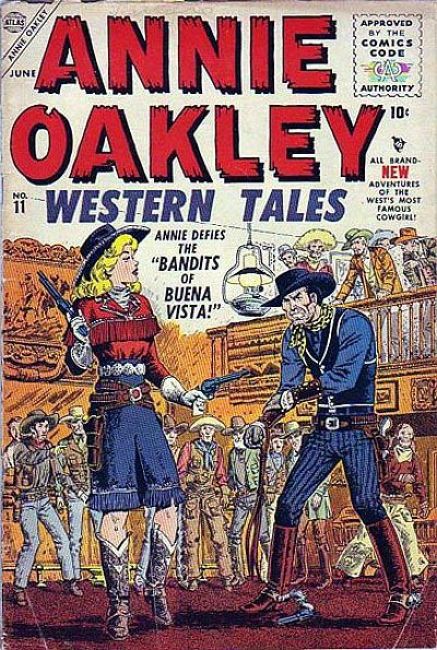 ATLAS
ANNIE OAKLEY
JUNE
ANNIE
OAKLEY
NO.
11
WESTERN TALES
APPROVED
BY THE
COMICS
CODE
AUTHORITY
10¢
ALL BRAND-
NEW
ADVENTURES OF
THE WEST'S MOST
FAMOUS
COWGIRL!
ANNIE DEFIES
THE
"BANDITS
OF
BUENA
VISTA!"